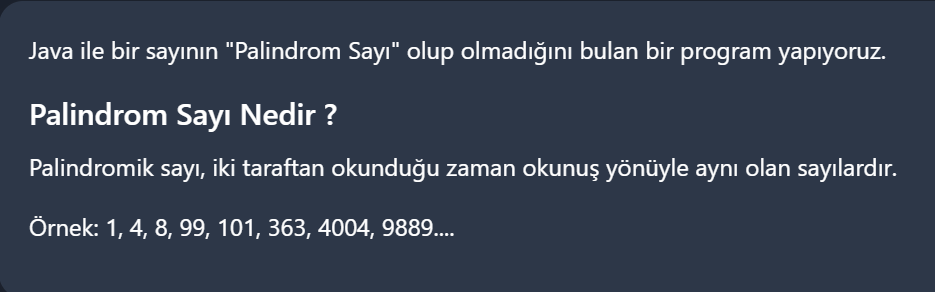 Java ile bir sayının "Palindrom Sayı" olup olmadığını bulan bir program yapıyoruz.
Palindrom Sayı Nedir ?
Palindromik sayı, iki taraftan okunduğu zaman okunuş yönüyle aynı olan sayılardır.
Örnek: 1, 4, 8, 99, 101, 363, 4004, 9889....